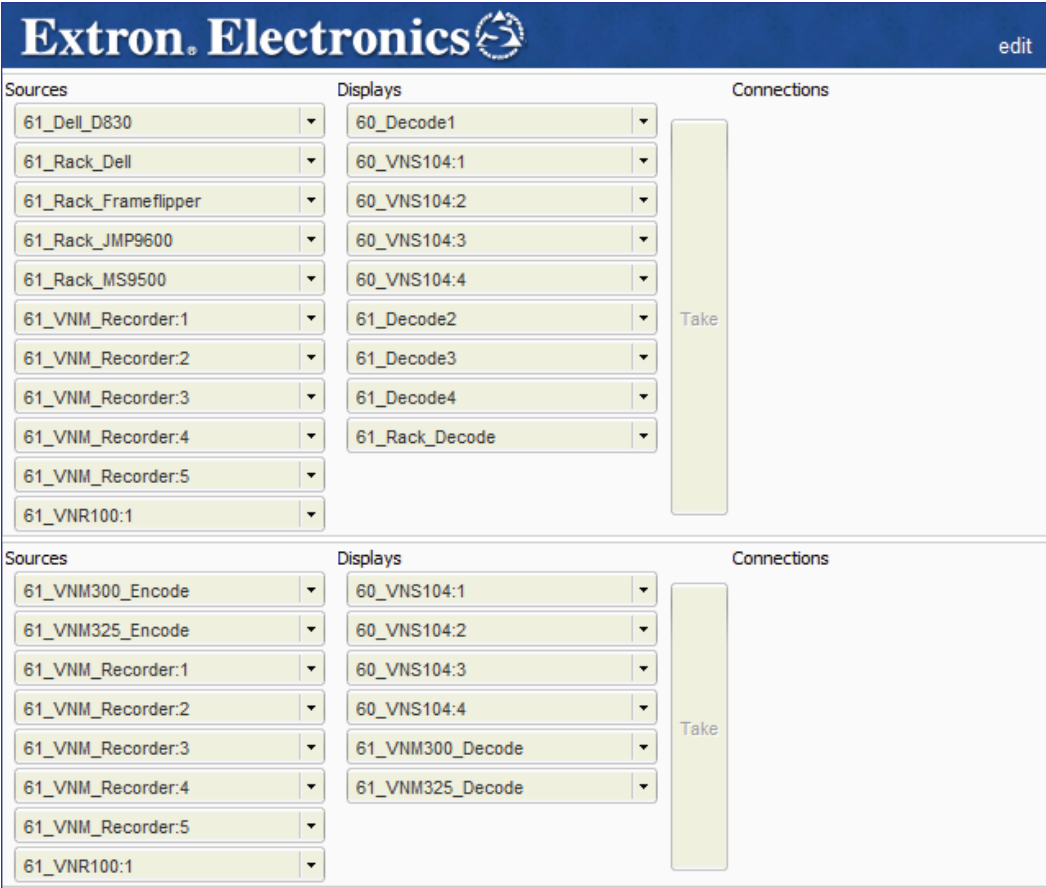 Extron. Electronics
edit
Sources Displays Connections
61_Dell_D830 60_Decode1
61_Rack_Dell 60_VNS104:1
61_Rack_Frameflipper 60_VNS104:2
61_Rack_JMP9600 60_VNS104:3
61_Rack_MS9500 60_VNS104:4
61_VNM_Recorder:1 61_Decode2 Take
61_VNM_Recorder:2 61_Decode3
61_VNM_Recorder:3 61_Decode4
61_VNM_Recorder:4 61_Rack_Decode
61_VNM_Recorder:5
61_VNR100:1
Sources Displays Connections
61_VNM300_Encode 60_VNS104:1
61_VNM325_Encode 60_VNS104:2
61_VNM_Recorder:1 60_VNS104:3
61_VNM_Recorder:2 60_VNS104:4
Take
61_VNM_Recorder:3 61_VNM300_Decode
61_VNM_Recorder:4 61_VNM325_Decode
61_VNM_Recorder:5
61_VNR100:1